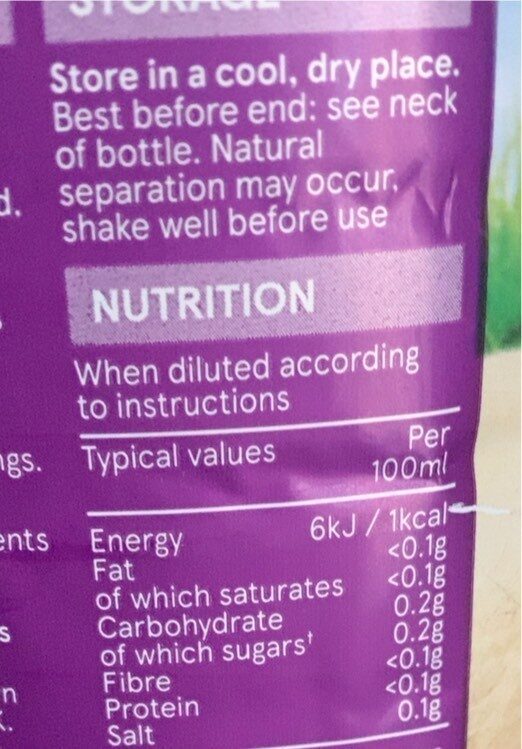 STORAGE
Store in a cool, dry place.
Best before end: see neck
of bottle. Natural
separation may occur,
shake well before use
NUTRITION
When diluted according
to instructions
Typical values Per 100ml
Energy 6kJ / 1kcal
Fat <0.1g
of which saturates <0.1g
Carbohydrate 0.2g
of which sugars† 0.2g
Fibre <0.1g
Protein <0.1g
Salt 0.1g